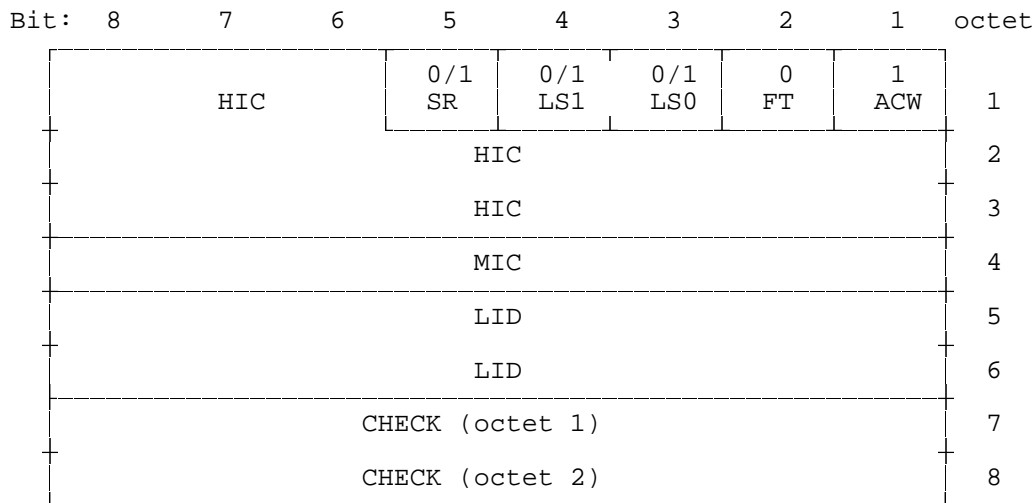 Bit: 8 7 6 5 4 3 2 1 octet
0/1 0/1 0/1 0 1
HIC SR LS1 LS0 FT ACW 1
HIC 2
HIC 3
MIC 4
LID 5
LID 6
CHECK (octet 1) 7
CHECK (octet 2) 8